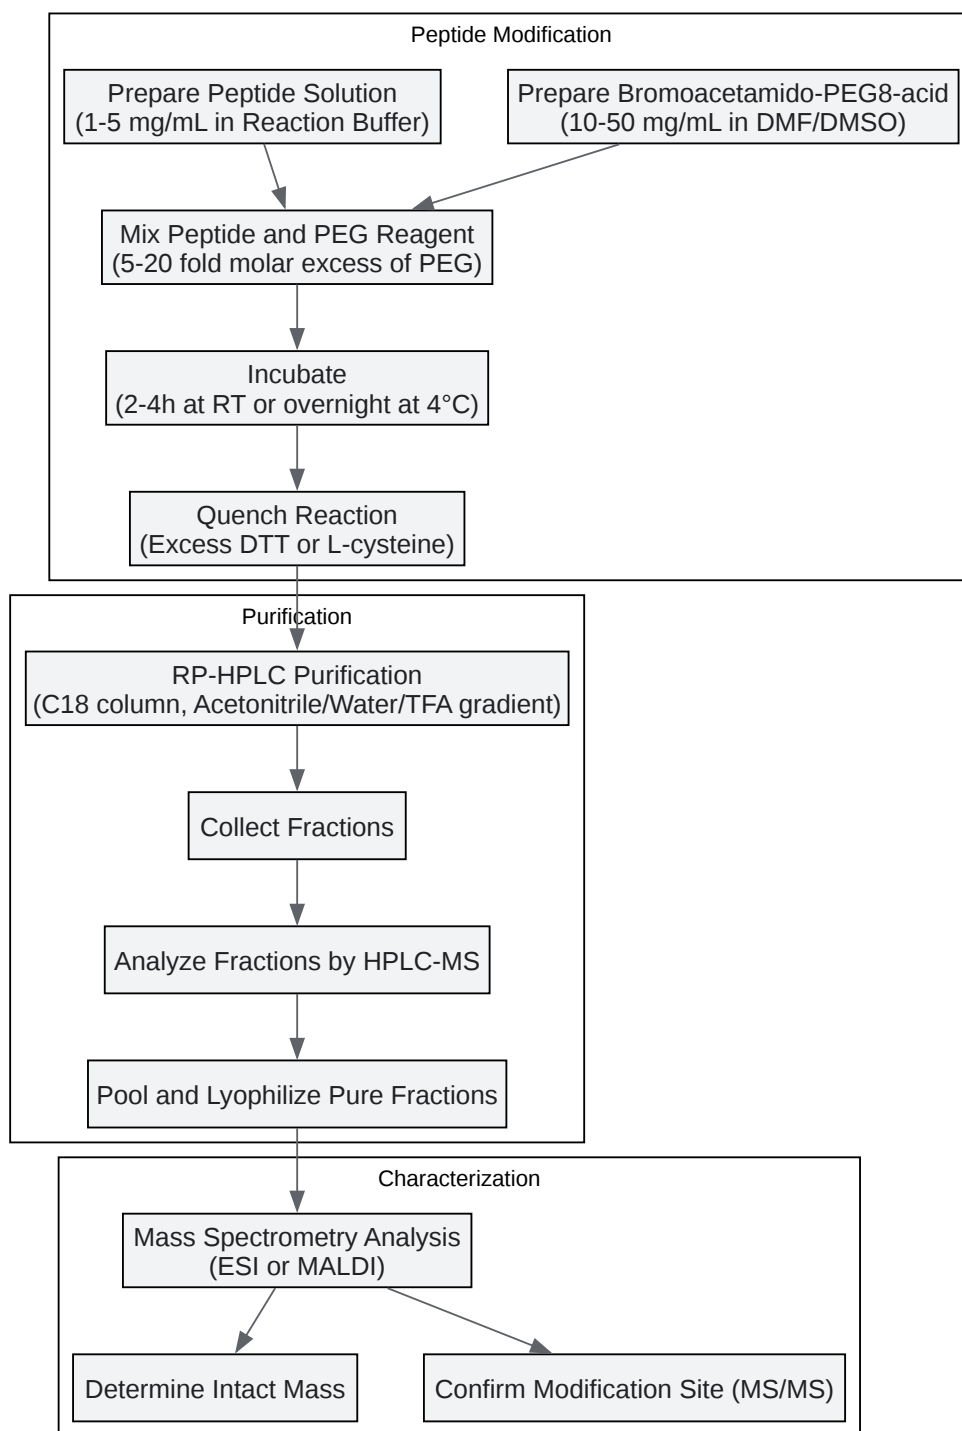 Peptide Modification
Prepare Peptide Solution
(1-5 mg/mL in Reaction Buffer)
Prepare Bromoacetamido-PEG8-acid
(10-50 mg/mL in DMF/DMSO)
Mix Peptide and PEG Reagent
(5-20 fold molar excess of PEG)
Incubate
(2-4h at RT or overnight at 4°C)
Quench Reaction
(Excess DTT or L-cysteine)
Purification
RP-HPLC Purification
(C18 column, Acetonitrile/Water/TFA gradient)
Collect Fractions
Analyze Fractions by HPLC-MS
Pool and Lyophilize Pure Fractions
Characterization
Mass Spectrometry Analysis
(ESI or MALDI)
Determine Intact Mass
Confirm Modification Site (MS/MS)